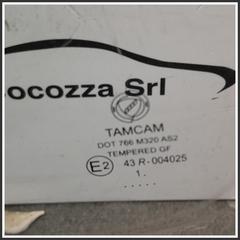 ocozza Srl
TAMCAM
DOT 766 M320 AS2
TEMPERED GF
E2 43 R-004025
1.
.....